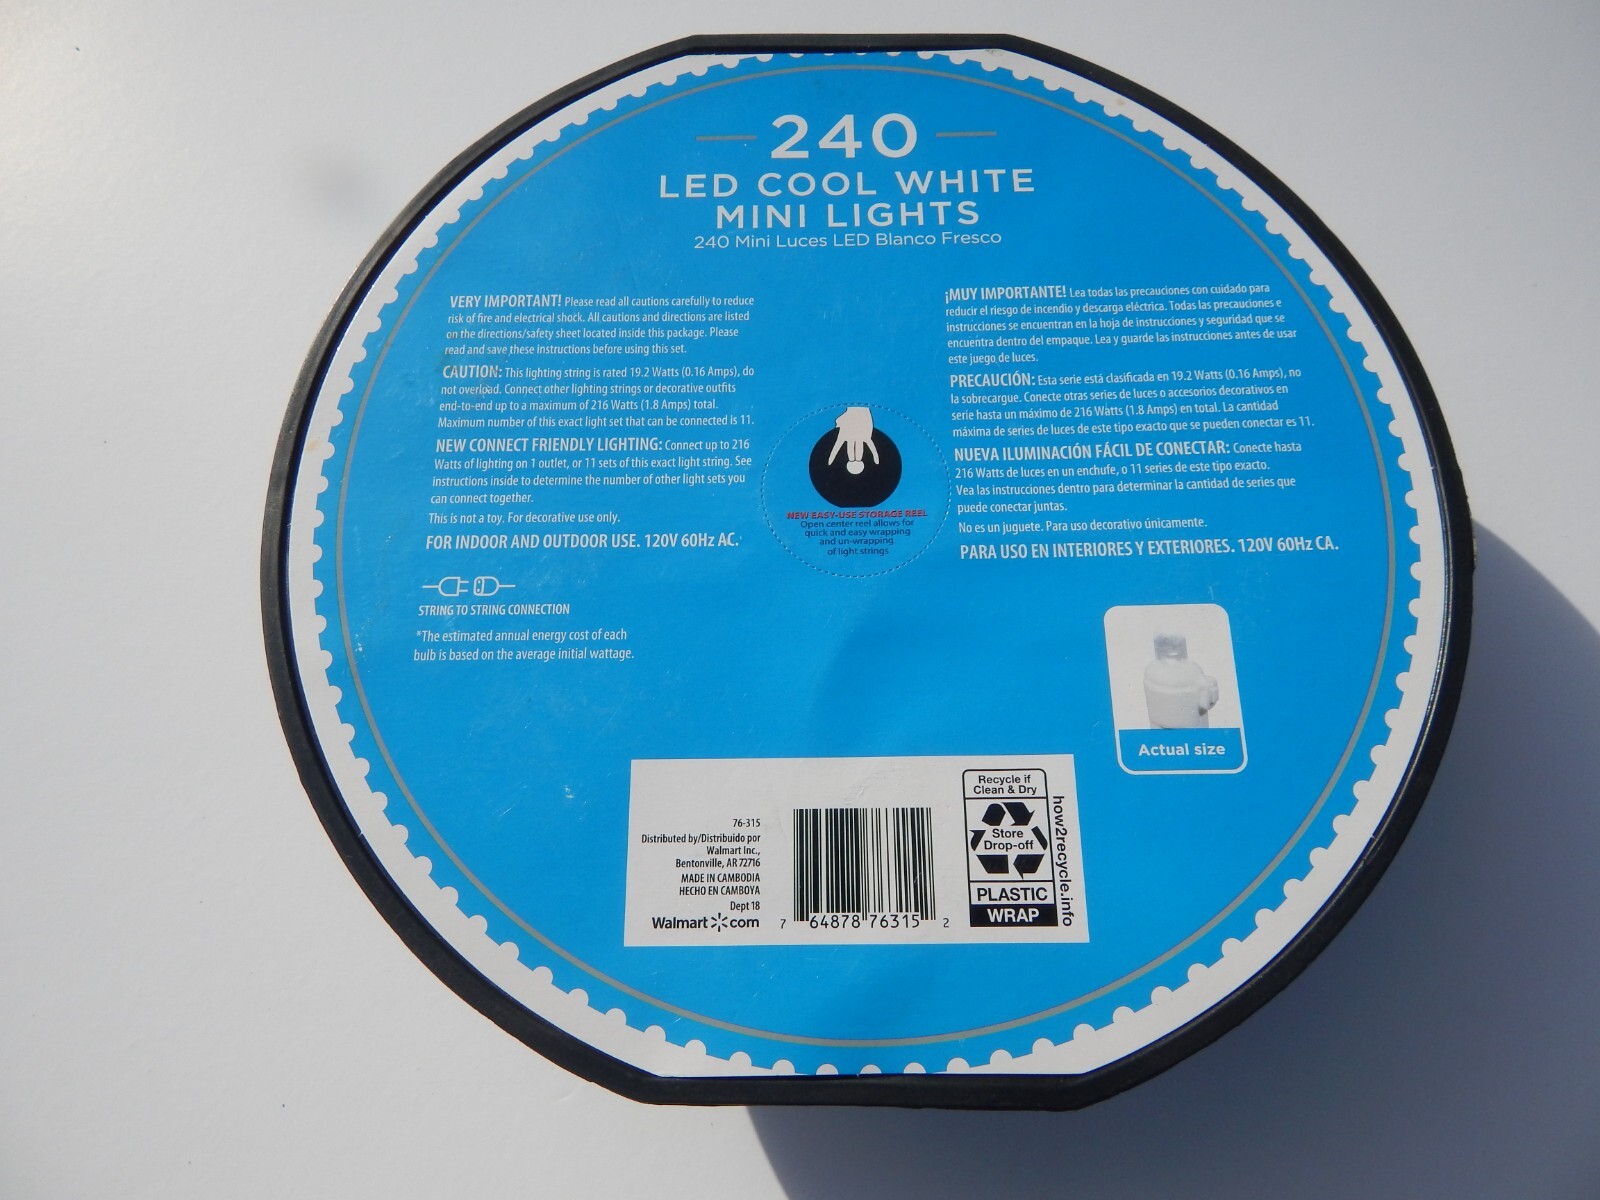 240
LED COOL WHITE
MINI LIGHTS
240 Mini Luces LED Blanco Fresco
VERY IMPORTANT! Please read all cautions carefully to reduce
risk of fire and electrical shock. All cautions and directions are listed
on the directions/safety sheet located inside this package. Please
read and save these instructions before using this set.
CAUTION: This lighting string is rated 19.2 Watts (0.16 Amps), do
not overload. Connect other lighting strings or decorative outfits
end-to-end up to a maximum of 216 Watts (1.8 Amps) total.
Maximum number of this exact light set that can be connected is 11.
NEW CONNECT FRIENDLY LIGHTING: Connect up to 216
Watts of lighting on 1 outlet, or 11 sets of this exact light string. See
instructions inside to determine the number of other light sets you
can connect together.
This is not a toy. For decorative use only.
FOR INDOOR AND OUTDOOR USE. 120V 60Hz AC.
STRING TO STRING CONNECTION
*The estimated annual energy cost of each
bulb is based on the average initial wattage.
NEW EASY-USE STORAGE REEL
Open center reel allows for
quick and easy wrapping
and un-wrapping
of light strings.
¡MUY IMPORTANTE! Lea todas las precauciones con cuidado para
reducir el riesgo de incendio y descarga eléctrica. Todas las precauciones e
instrucciones se encuentran en la hoja de instrucciones y seguridad que se
encuentra dentro del empaque. Lea y guarde las instrucciones antes de usar
este juego de luces.
PRECAUCIÓN: Esta serie está clasificada en 19.2 Watts (0.16 Amps), no
la sobrecargue. Conecte otras series de luces o accesorios decorativos en
serie hasta un máximo de 216 Watts (1.8 Amps) en total. La cantidad
máxima de series de luces de este tipo exacto que se pueden conectar es 11.
NUEVA ILUMINACIÓN FÁCIL DE CONECTAR: Conecte hasta
216 Watts de luces en un enchufe, o 11 series de este tipo exacto.
Vea las instrucciones dentro para determinar la cantidad de series que
puede conectar juntas.
No es un juguete. Para uso decorativo únicamente.
PARA USO EN INTERIORES Y EXTERIORES. 120V 60Hz CA.
Actual size
76-315
Distributed by/Distribuido por
Walmart Inc.,
Bentonville, AR 72716
MADE IN CAMBODIA
HECHO EN CAMBOYA
Dept 18
Walmart com
7 64878 76315 2
Recycle if
Clean & Dry
Store
Drop-off
PLASTIC
WRAP
how2recycle.info